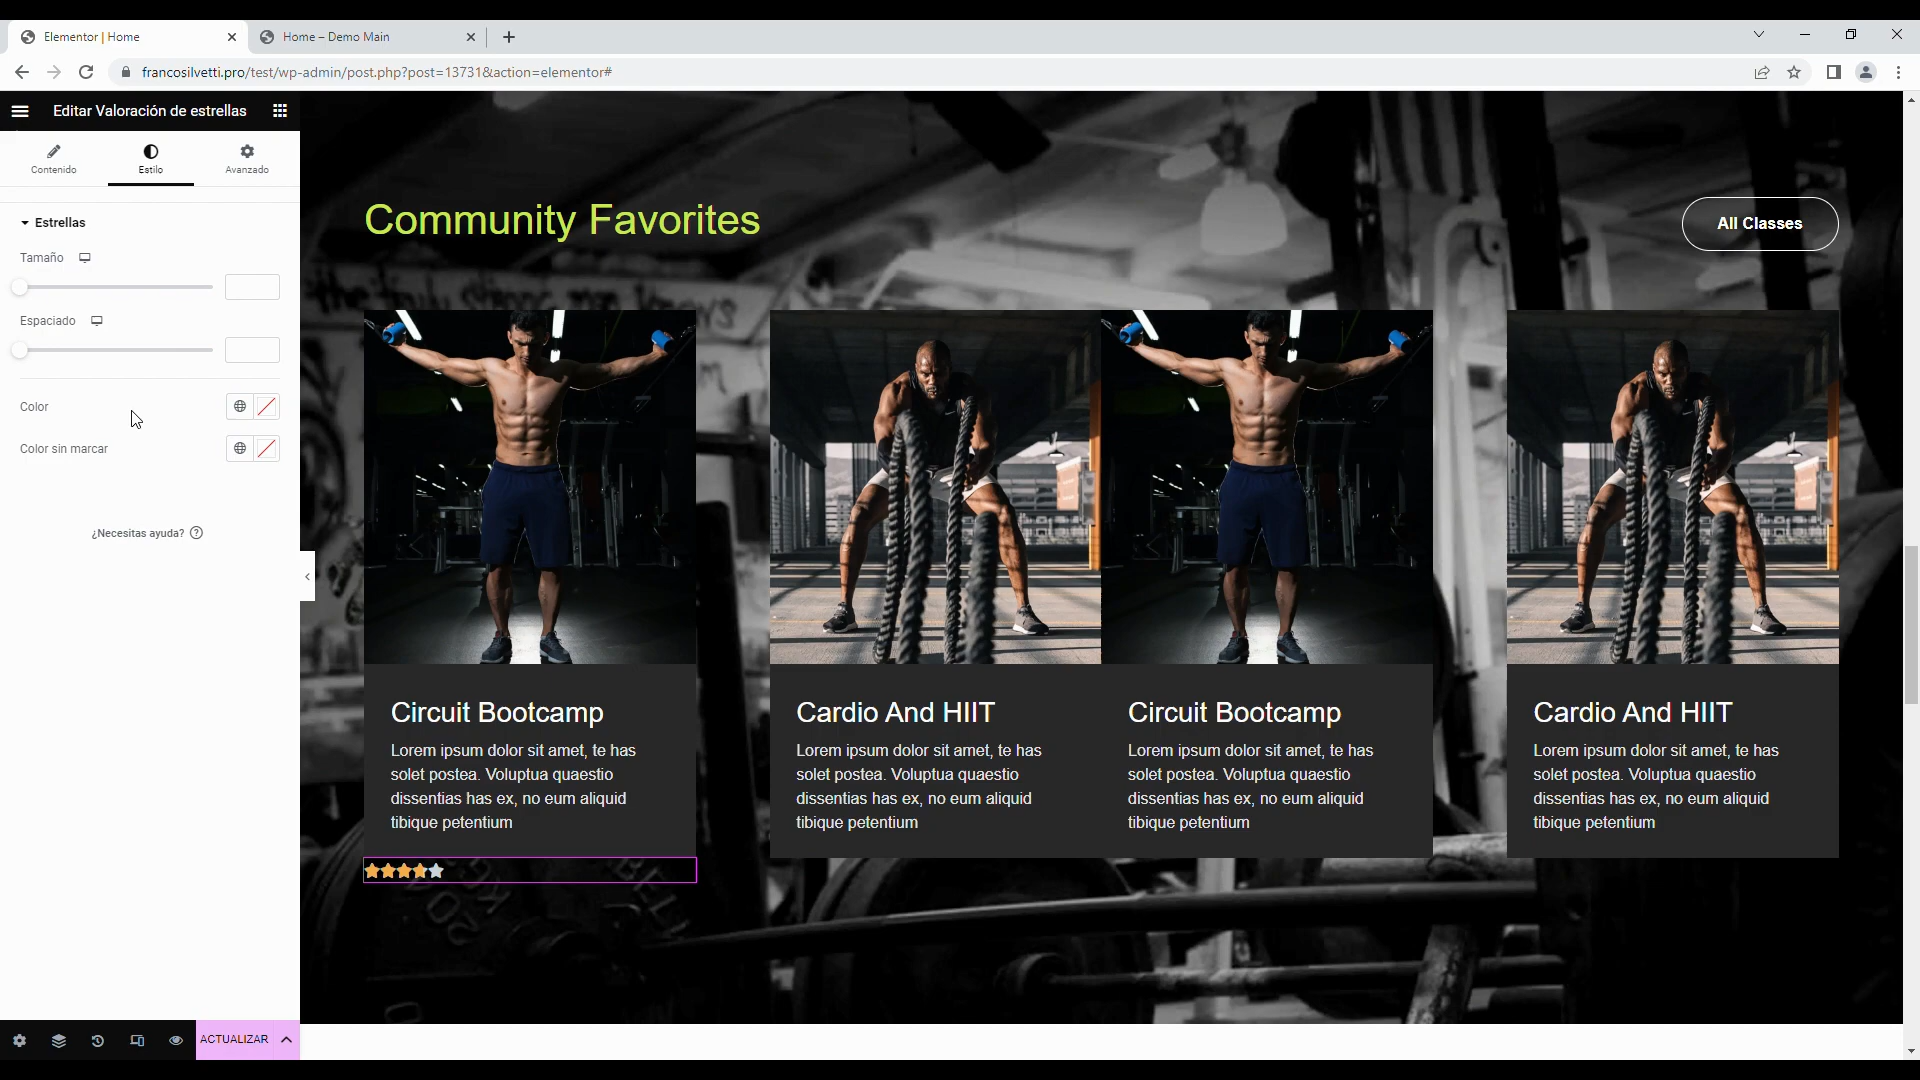 Elementor | Home
Home – Demo Main
francosilvetti.pro/test/wp-admin/post.php?post=13731&action=elementor#
Editar Valoración de estrellas
Contenido
Estilo
Avanzado
Estrellas
Tamaño
Espaciado
Color
Color sin marcar
¿Necesitas ayuda?
ACTUALIZAR
Community Favorites
All Classes
Circuit Bootcamp
Lorem ipsum dolor sit amet, te has
solet postea. Voluptua quaestio
dissentias has ex, no eum aliquid
tibique petentium
Cardio And HIIT
Lorem ipsum dolor sit amet, te has
solet postea. Voluptua quaestio
dissentias has ex, no eum aliquid
tibique petentium
Circuit Bootcamp
Lorem ipsum dolor sit amet, te has
solet postea. Voluptua quaestio
dissentias has ex, no eum aliquid
tibique petentium
Cardio And HIIT
Lorem ipsum dolor sit amet, te has
solet postea. Voluptua quaestio
dissentias has ex, no eum aliquid
tibique petentium